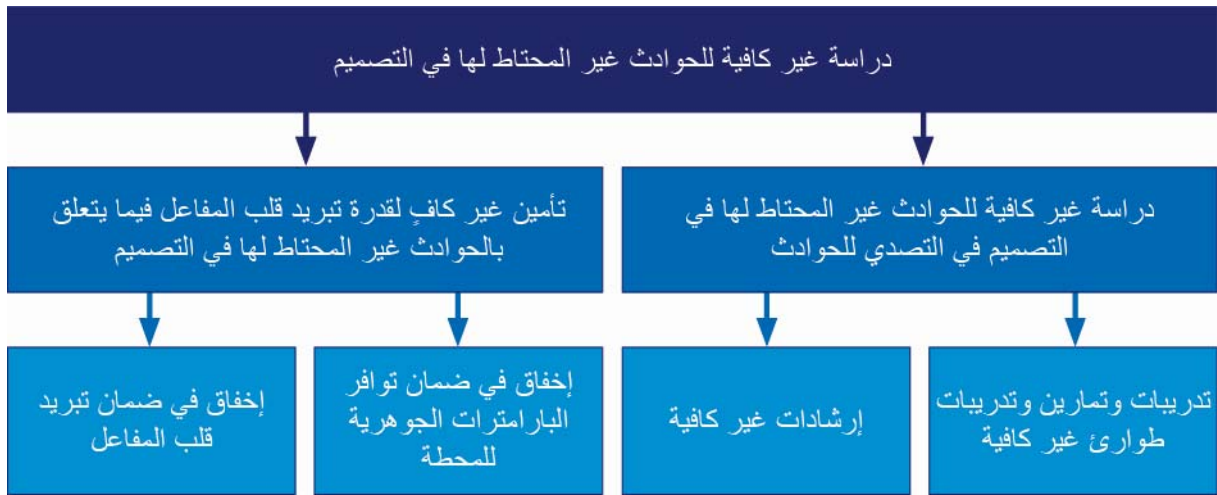 دراسة غير كافية للحوادث غير المحتاط لها في التصميم
دراسة غير كافية للحوادث غير المحتاط لها في
التصميم في التصدي للحوادث
تأمين غير كافٍ لقدرة تبريد قلب المفاعل فيما يتعلق
بالحوادث غير المحتاط لها في التصميم
تدريبات وتمارين وتدريبات
طوارئ غير كافية
إرشادات غير كافية
إخفاق في ضمان توافر
البارامترات الجوهرية
للمحطة
إخفاق في ضمان تبريد
قلب المفاعل